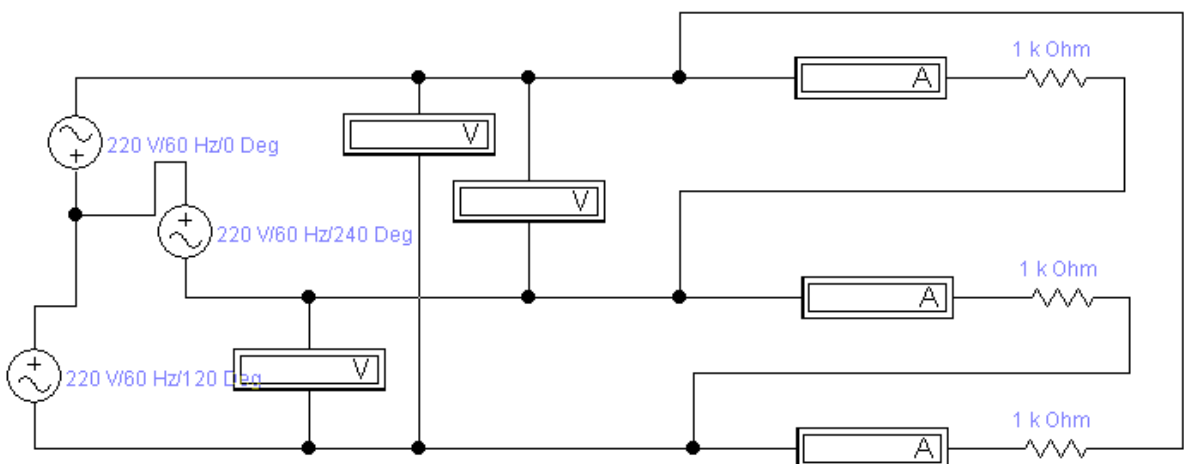 1 k Ohm
A
V
+
220 V/60 Hz/0 Deg
V
+
220 V/60 Hz/240 Deg
1 k Ohm
A
+
V
220 V/60 Hz/120 Deg
1 k Ohm
A